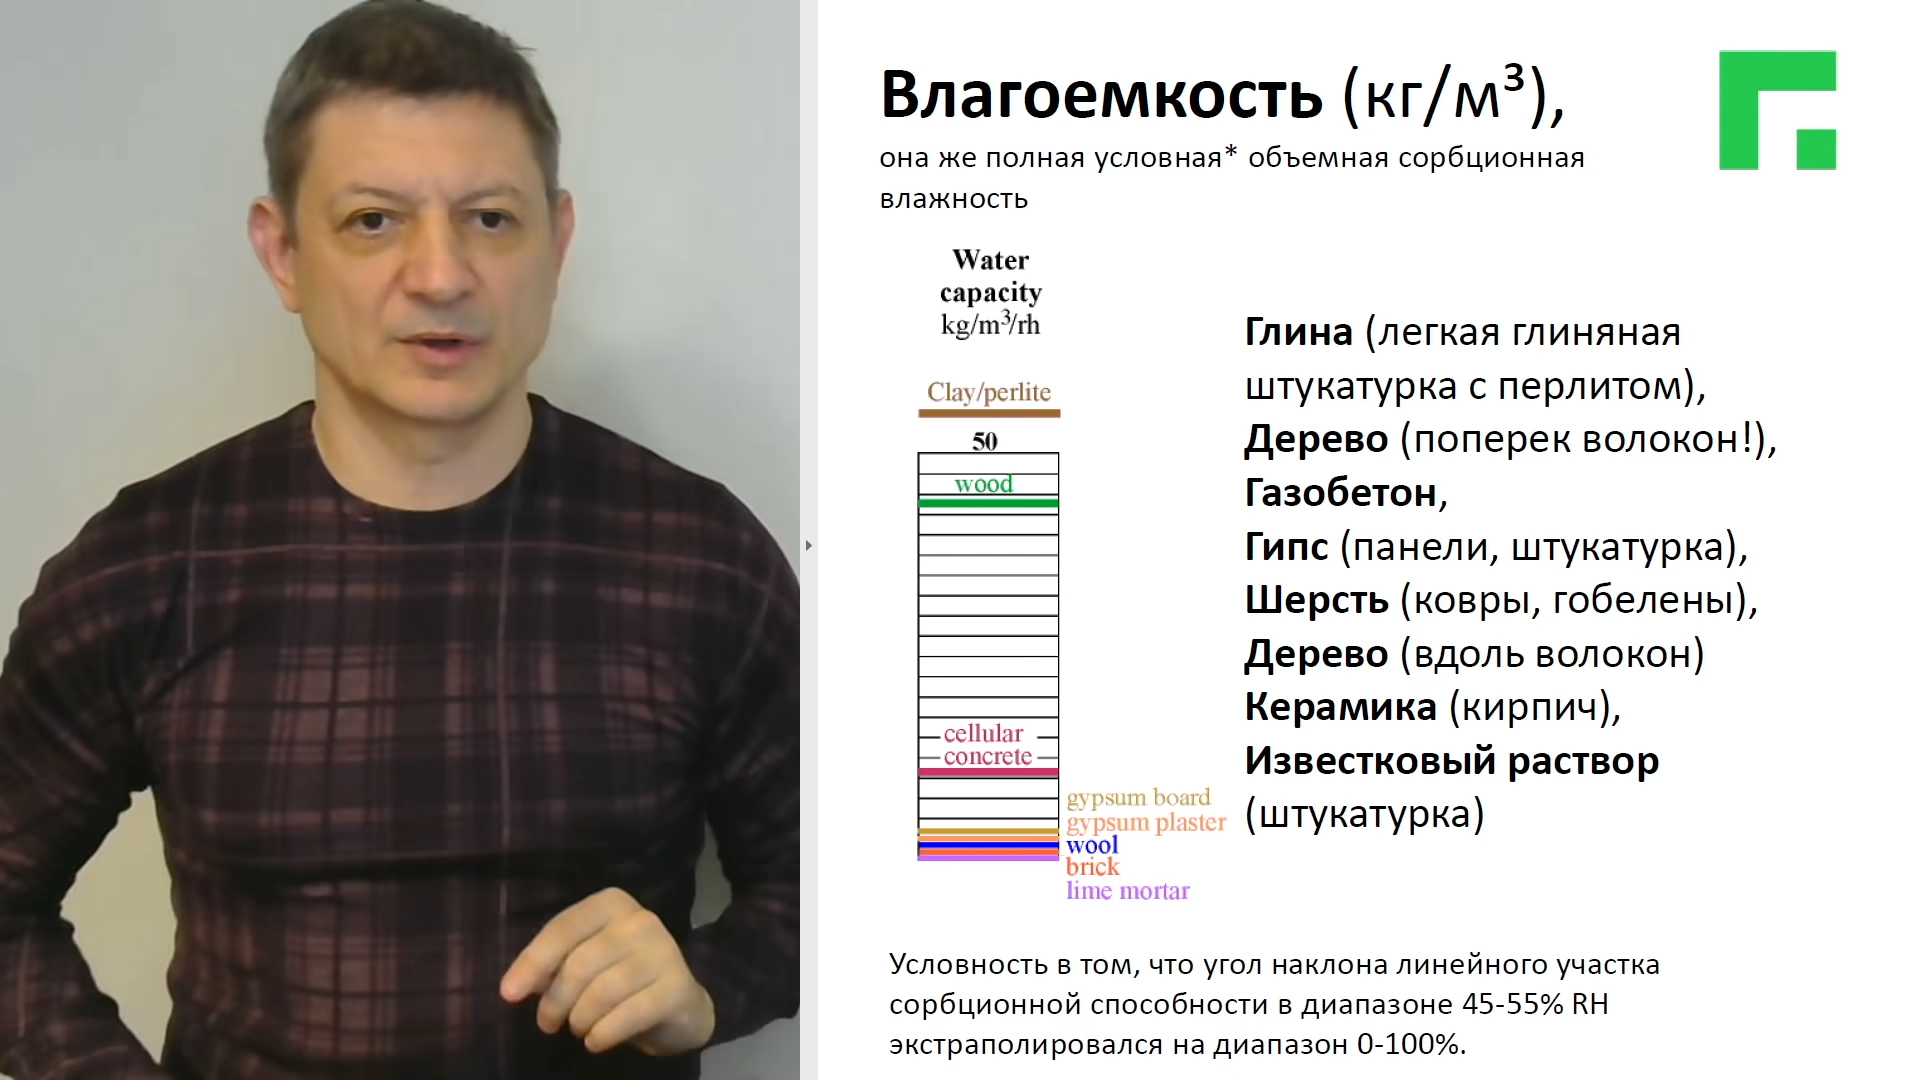 Влагоемкость (кг/м³),
она же полная условная* объемная сорбционная
влажность
Water
capacity
kg/m³/rh
Clay/perlite
50
wood
cellular
concrete
gypsum board
gypsum plaster
wool
brick
lime mortar
Глина (легкая глиняная
штукатурка с перлитом),
Дерево (поперек волокон!),
Газобетон,
Гипс (панели, штукатурка),
Шерсть (ковры, гобелены),
Дерево (вдоль волокон)
Керамика (кирпич),
Известковый раствор
(штукатурка)
Условность в том, что угол наклона линейного участка
сорбционной способности в диапазоне 45-55% RH
экстраполировался на диапазон 0-100%.